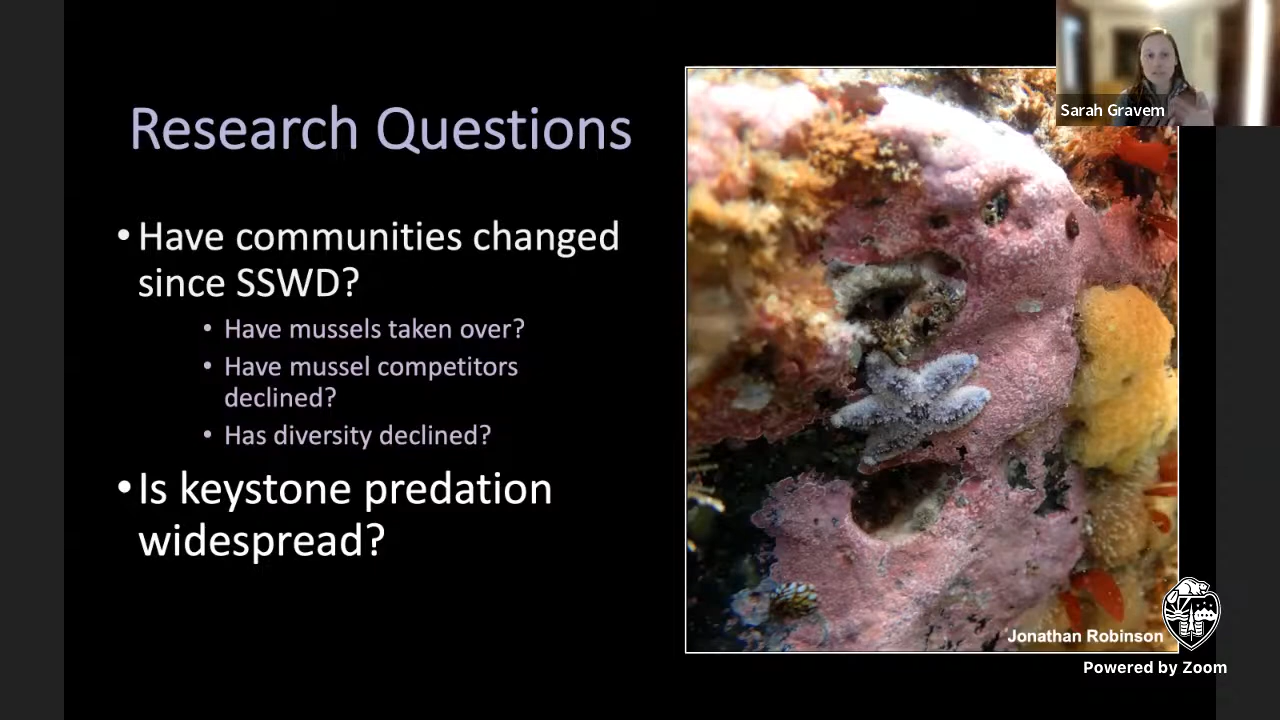 Sarah Gravem
Research Questions
• Have communities changed
since SSWD?
• Have mussels taken over?
• Have mussel competitors
declined?
• Has diversity declined?
• Is keystone predation
widespread?
Jonathan Robinson
Powered by Zoom